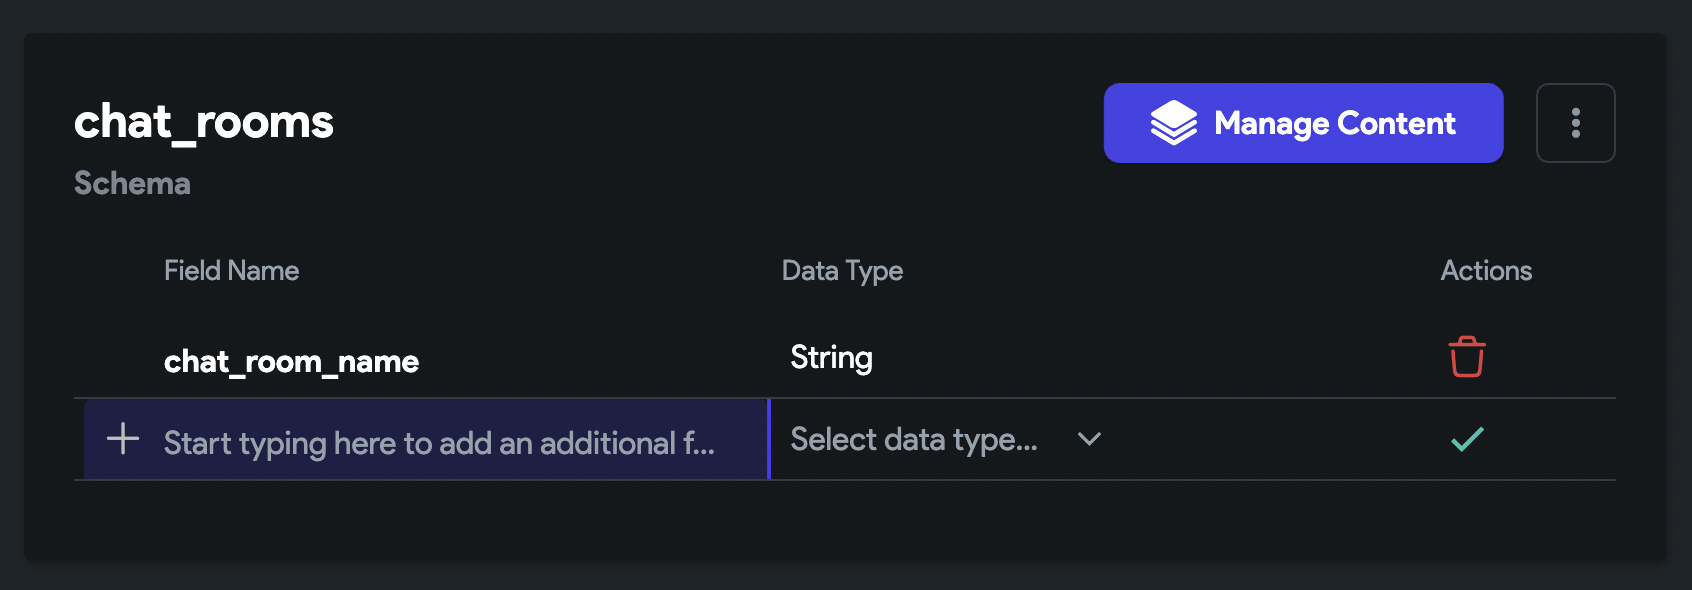 chat_rooms
Manage Content
Schema
Field Name
Data Type
Actions
chat_room_name
String
Start typing here to add an additional f...
Select data type...